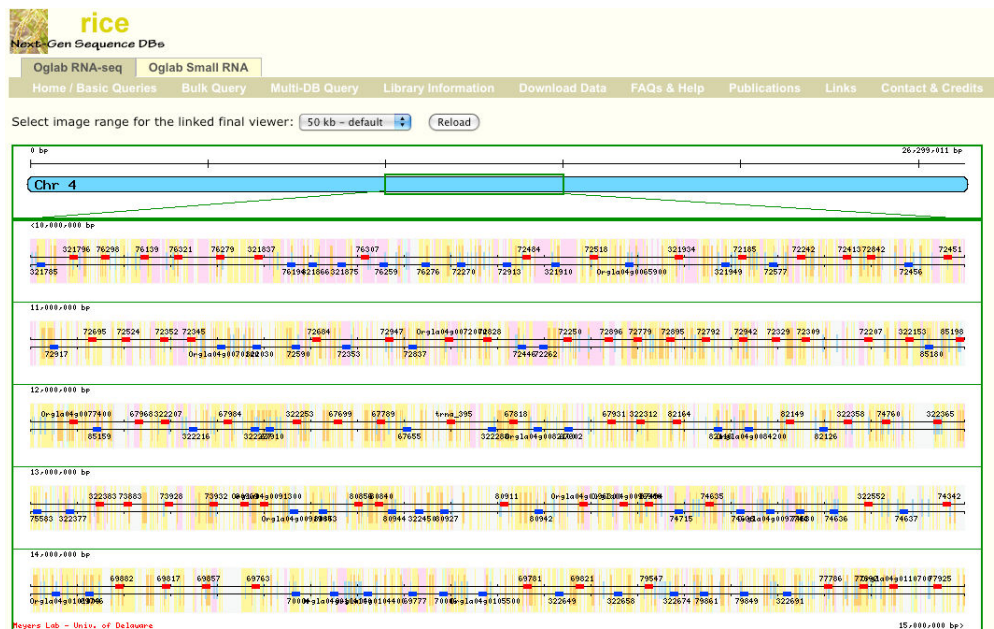 rice
Next-Gen Sequence DBs
Oglab RNA-seq Oglab Small RNA
Home / Basic Queries Bulk Query Multi-DB Query Library Information Download Data FAQs & Help Publications Links Contact & Credits
Select image range for the linked final viewer: 50 kb - default Reload
0 bp 26,299,011 bp
Chr 4
<10,000,000 bp
321796 76298 76139 76321 76279 321837 76307 72484 72518 321934 72185 72242 72413 72842 72451
321785 76194 321866 321875 76259 76276 72270 72913 321910 Orgla04g0065900 321949 72577 72456
11,000,000 bp
72695 72524 72352 72345 72684 72947 72828 72250 72896 72779 72895 72792 72942 72329 72309 72207 322153 85198
72917 72590 72353 72837 72446 72262 85180
12,000,000 bp
Orgla04g0077400 67968 322207 67984 322253 67699 67789 trna_395 67818 67931 322312 82164 82149 322358 74760 322365
85159 322216 67655 82126
13,000,000 bp
322383 73883 73928 73932 80911 74635 322552 74342
75583 322377 80944 322450 80927 80942 74715 74636 74637
14,000,000 bp
69882 69817 69857 69763 69781 69821 79547 77786 77925
69777 322649 322658 322674 79861 79849 322691
Meyers Lab - Univ. of Delaware 15,000,000 bp>